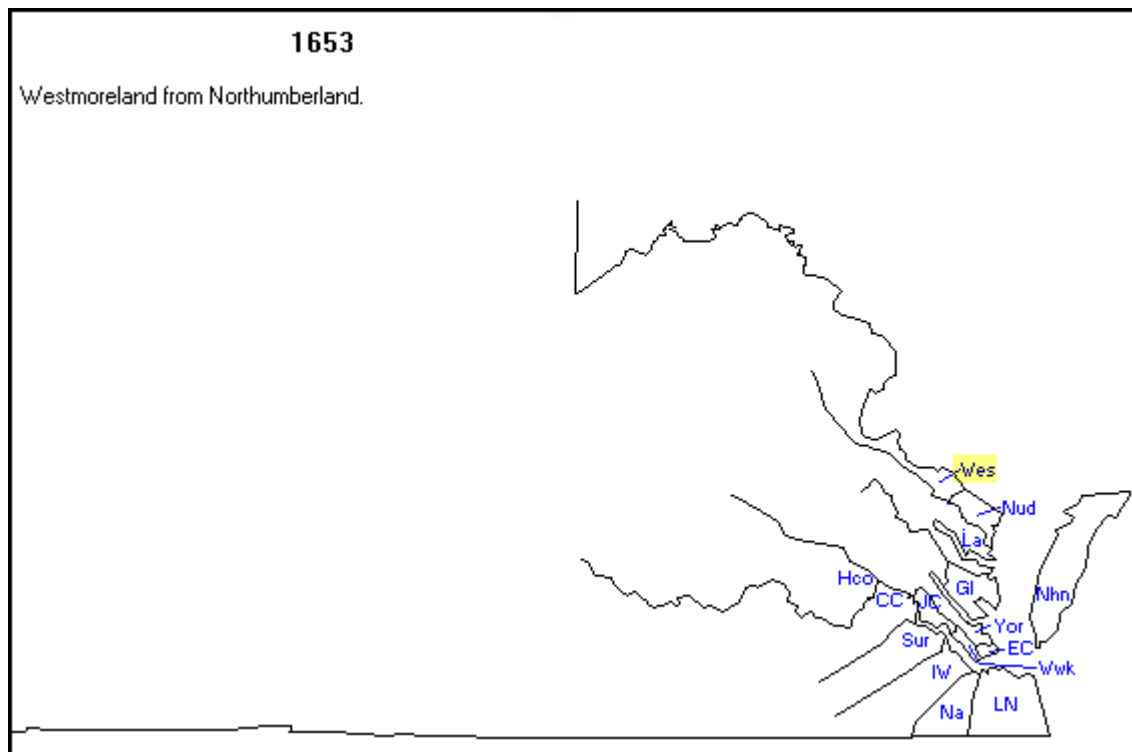 1653
Westmoreland from Northumberland.
Wes
Nud
La
Hco
CC
JC
Gl
Nhn
Yor
Sur
EC
IW
Wwk
Na
LN